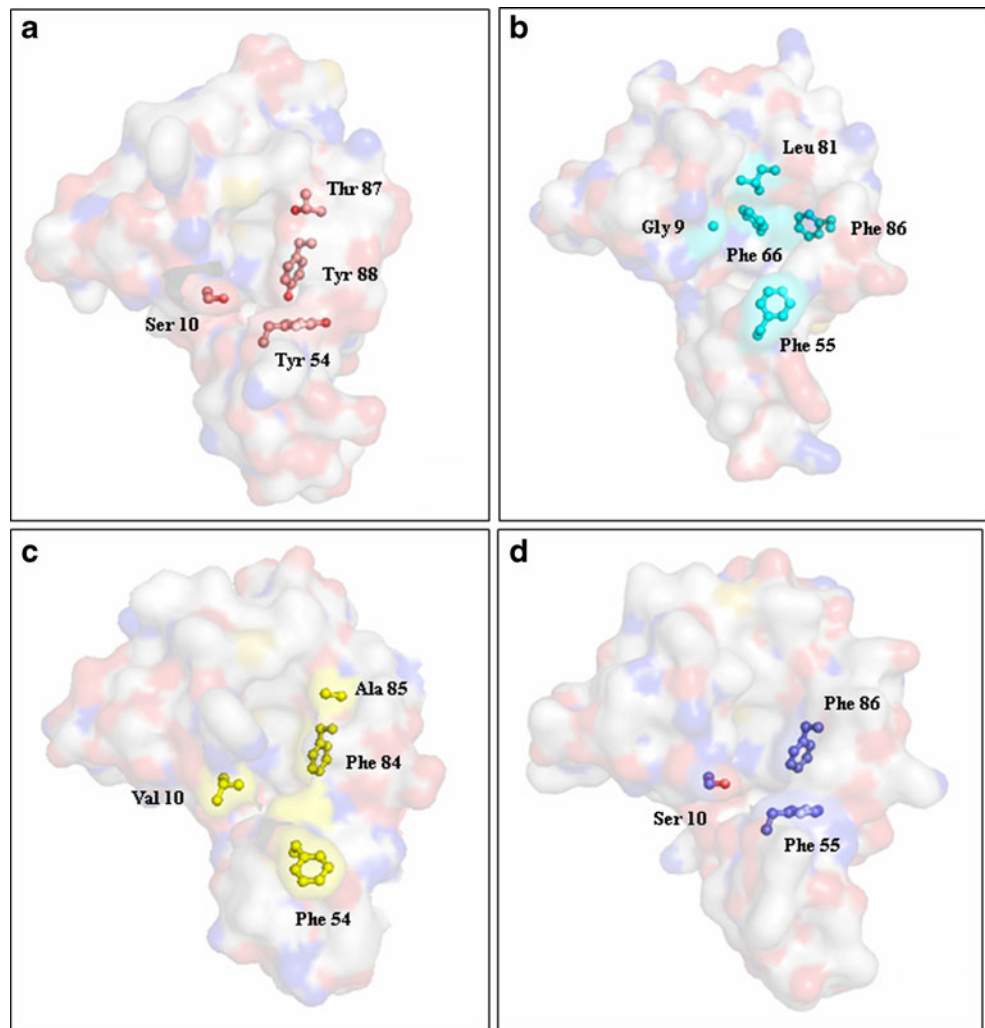 a
Thr 87
Tyr 88
Ser 10
Tyr 54
b
Leu 81
Gly 9
Phe 86
Phe 66
Phe 55
c
Ala 85
Phe 84
Val 10
Phe 54
d
Phe 86
Ser 10
Phe 55